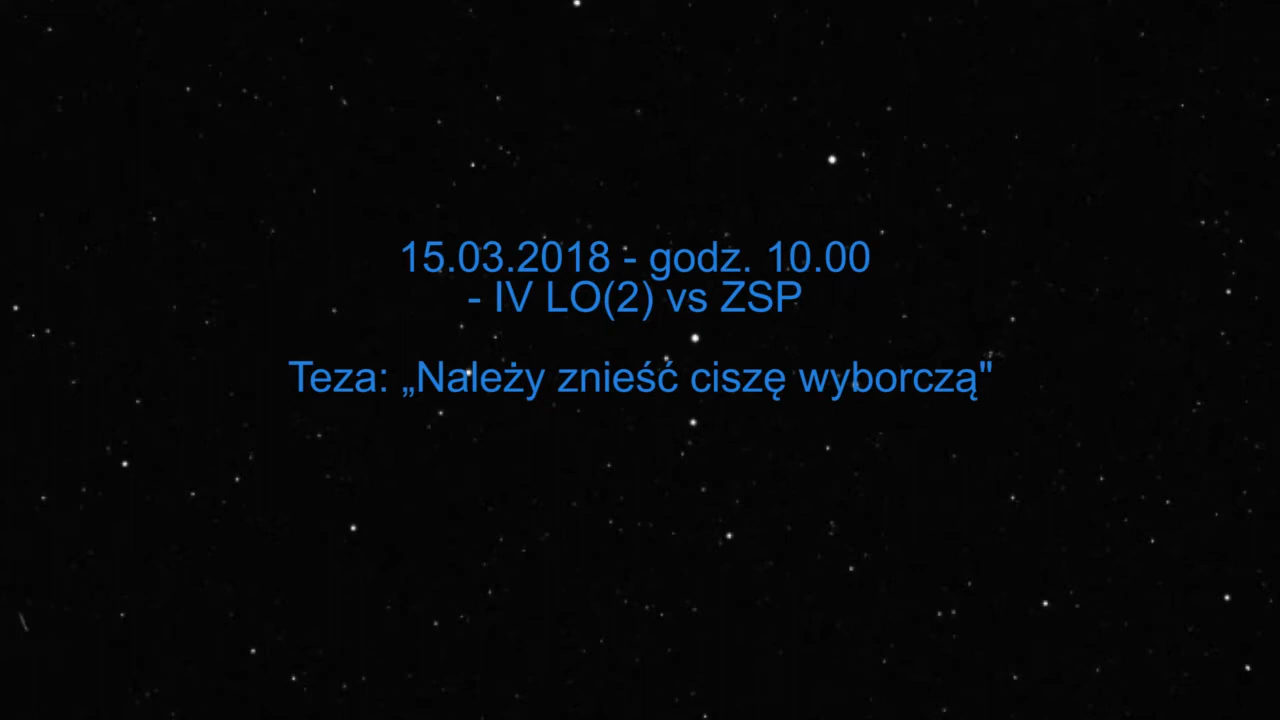 15.03.2018 - godz. 10.00
- IV LO(2) vs ZSP
Teza: „Należy znieść ciszę wyborczą"